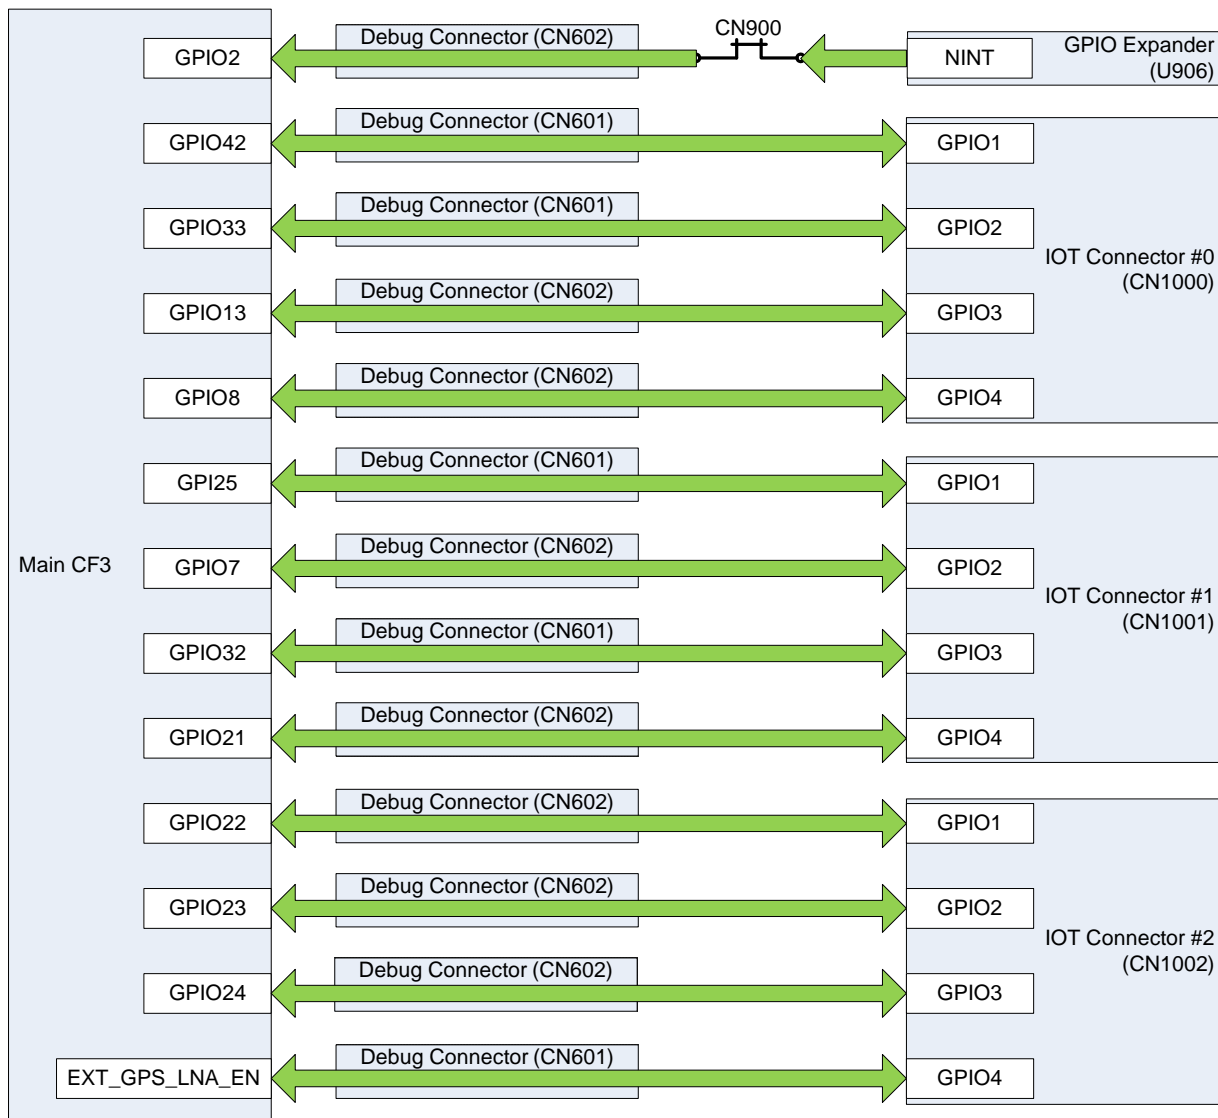 Debug Connector (CN602)
CN900
GPIO2
NINT
GPIO Expander
(U906)
Debug Connector (CN601)
GPIO42
GPIO1
Debug Connector (CN601)
GPIO33
GPIO2
IOT Connector #0
(CN1000)
Debug Connector (CN602)
GPIO13
GPIO3
Debug Connector (CN602)
GPIO8
GPIO4
Debug Connector (CN601)
GPI25
GPIO1
Debug Connector (CN602)
Main CF3
GPIO7
GPIO2
IOT Connector #1
(CN1001)
Debug Connector (CN601)
GPIO32
GPIO3
Debug Connector (CN602)
GPIO21
GPIO4
Debug Connector (CN602)
GPIO22
GPIO1
Debug Connector (CN602)
GPIO23
GPIO2
IOT Connector #2
(CN1002)
Debug Connector (CN602)
GPIO24
GPIO3
Debug Connector (CN601)
EXT_GPS_LNA_EN
GPIO4